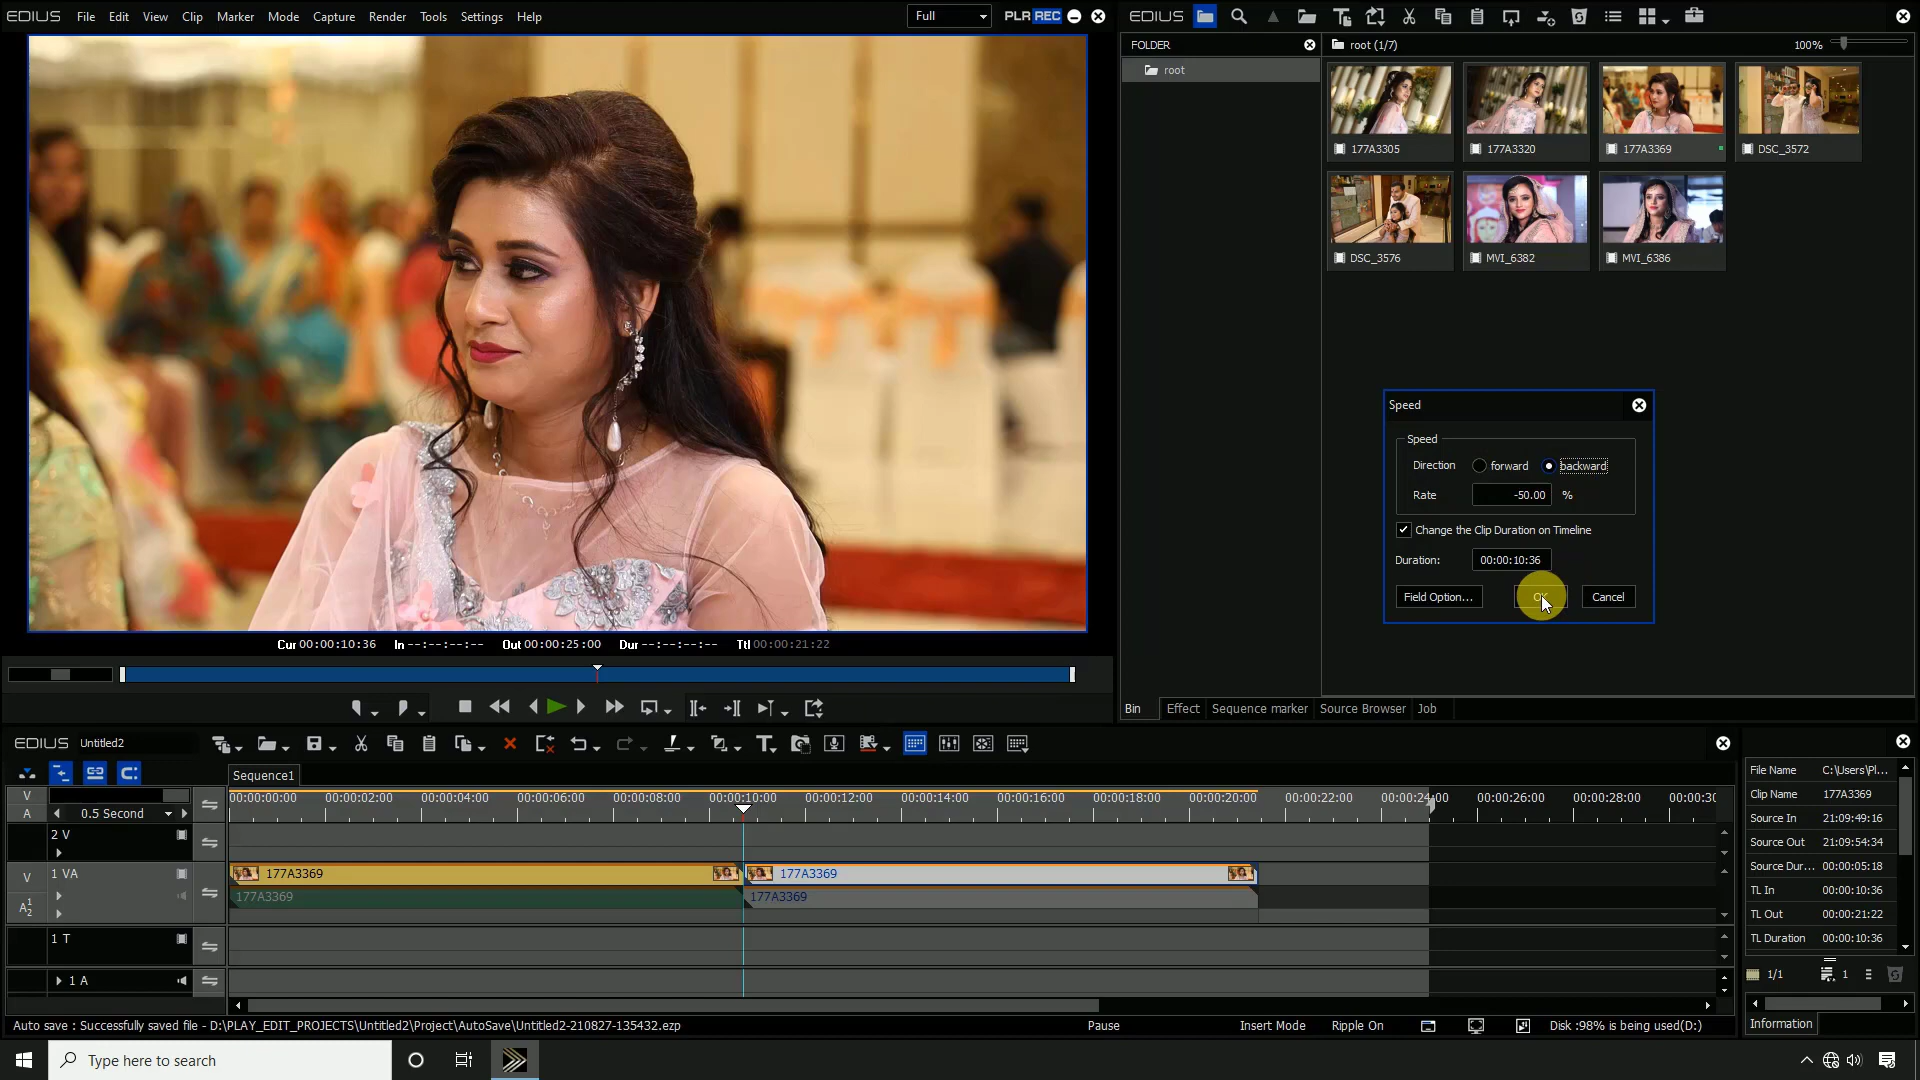 EDIUS File Edit View Clip Marker Mode Capture Render Tools Settings Help
Full PLR REC
Cur 00:00:10:36 In --:--:--:-- Out 00:00:25:00 Dur --:--:--:-- Ttl 00:00:21:22
EDIUS
FOLDER
root
root (1/7) 100%
177A3305 177A3320 177A3369 DSC_3572
DSC_3576 MVI_6382 MVI_6386
Speed
Speed
Direction forward backward
Rate -50.00 %
Change the Clip Duration on Timeline
Duration: 00:00:10:36
Field Option... OK Cancel
Bin Effect Sequence marker Source Browser Job
EDIUS Untitled2
Sequence1
V
A
0.5 Second
00:00:00:00 00:00:02:00 00:00:04:00 00:00:06:00 00:00:08:00 00:00:10:00 00:00:12:00 00:00:14:00 00:00:16:00 00:00:18:00 00:00:20:00 00:00:22:00 00:00:24:00 00:00:26:00 00:00:28:00 00:00:30
2 V
V 1 VA 177A3369 177A3369
A12 177A3369 177A3369
1 T
1 A
File Name C:\Users\Pl...
Clip Name 177A3369
Source In 21:09:49:16
Source Out 21:09:54:34
Source Dur... 00:00:05:18
TL In 00:00:10:36
TL Out 00:00:21:22
TL Duration 00:00:10:36
1/1 1
Information
Auto save : Successfully saved file - D:\PLAY_EDIT_PROJECTS\Untitled2\Project\AutoSave\Untitled2-210827-135432.ezp Pause Insert Mode Ripple On Disk :98% is being used(D:)
Type here to search